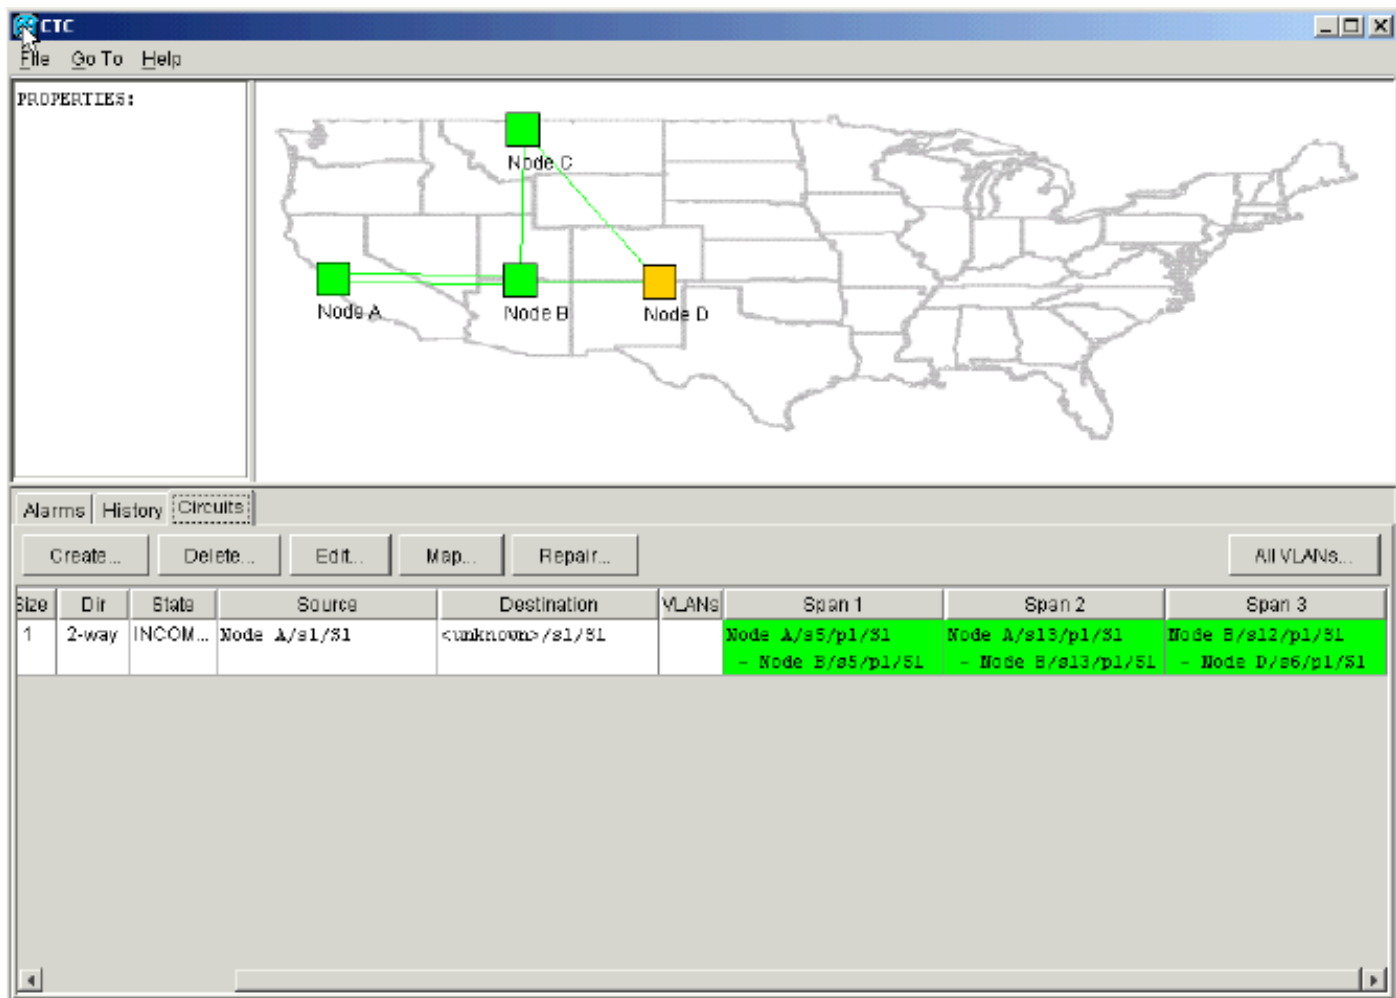 CTC
File Go To Help
PROPERTIES:
Node C
Node A
Node B
Node D
Alarms History Circuits
Create... Delete... Edit... Map... Repair... All VLANs...
Size Dir State Source Destination VLANs Span 1 Span 2 Span 3
1 2-way INCOM... Node A/s1/S1 <unknown>/s1/S1 Node A/s5/p1/S1 Node A/s13/p1/S1 Node B/s12/p1/S1
- Node B/s5/p1/S1 - Node B/s13/p1/S1 - Node D/s6/p1/S1